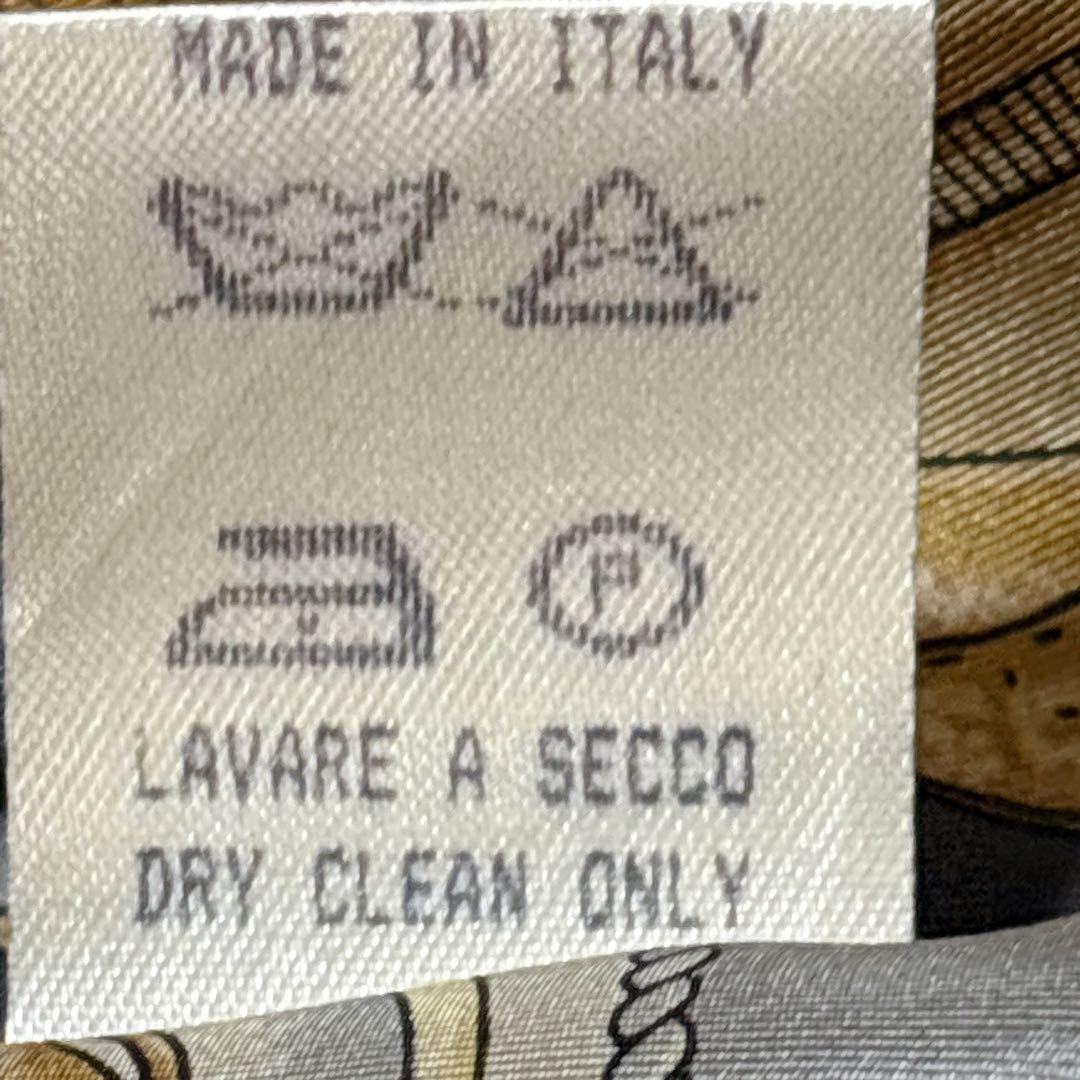 MADE IN ITALY
P
LAVARE A SECCO
DRY CLEAN ONLY